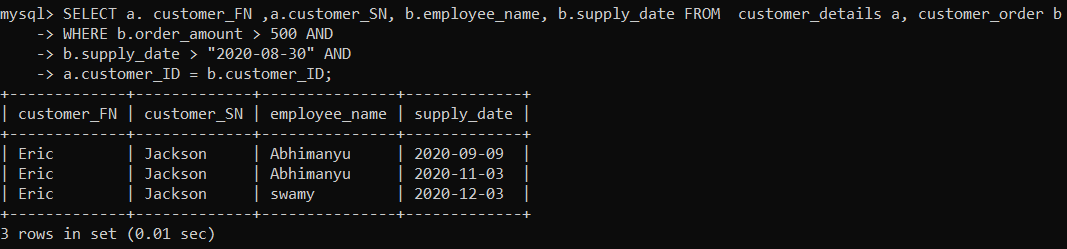 mysql> SELECT a. customer_FN ,a.customer_SN, b.employee_name, b.supply_date FROM  customer_details a, customer_order b
    -> WHERE b.order_amount > 500 AND
    -> b.supply_date > "2020-08-30" AND
    -> a.customer_ID = b.customer_ID;
+-------------+-------------+---------------+-------------+
| customer_FN | customer_SN | employee_name | supply_date |
+-------------+-------------+---------------+-------------+
| Eric        | Jackson     | Abhimanyu     | 2020-09-09  |
| Eric        | Jackson     | Abhimanyu     | 2020-11-03  |
| Eric        | Jackson     | swamy         | 2020-12-03  |
+-------------+-------------+---------------+-------------+
3 rows in set (0.01 sec)